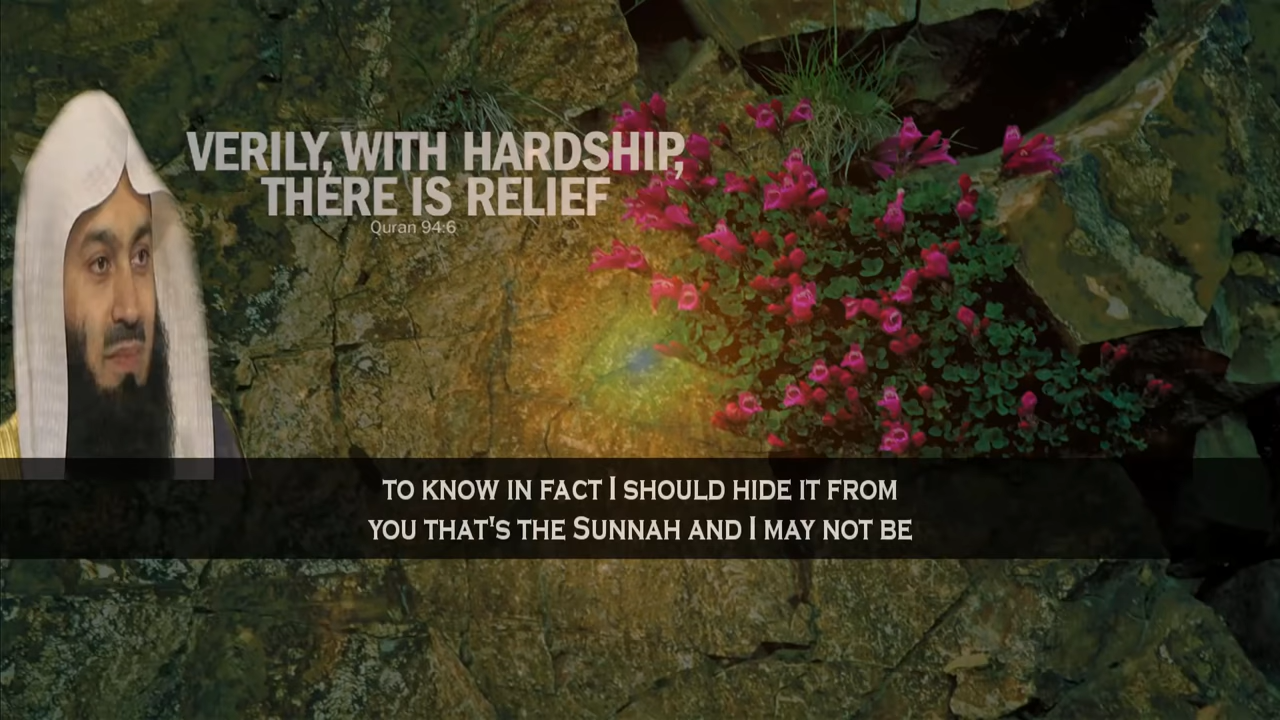 VERILY, WITH HARDSHIP,
THERE IS RELIEF
Quran 94:6
TO KNOW IN FACT I SHOULD HIDE IT FROM
YOU THAT'S THE SUNNAH AND I MAY NOT BE